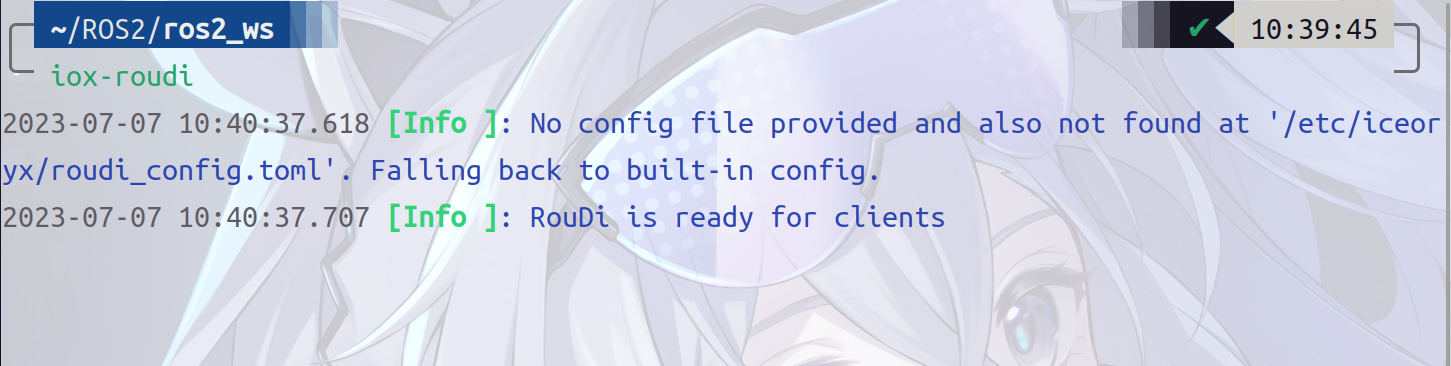 ~/ROS2/ros2_ws ✔ 10:39:45
iox-roudi
2023-07-07 10:40:37.618 [Info ]: No config file provided and also not found at '/etc/iceor
yx/roudi_config.toml'. Falling back to built-in config.
2023-07-07 10:40:37.707 [Info ]: RouDi is ready for clients